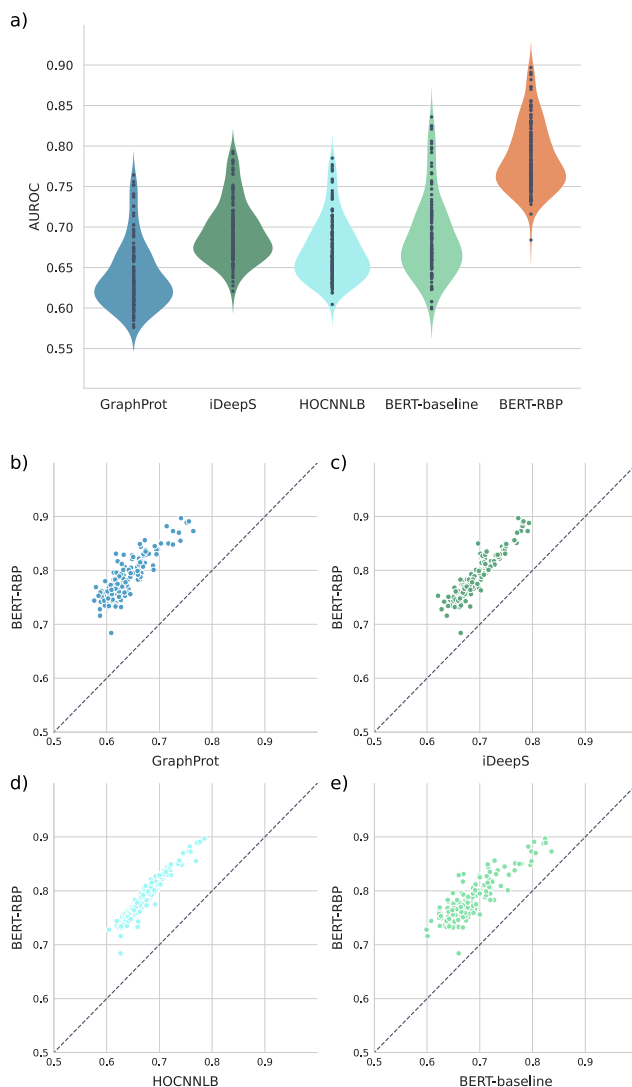 a)
0.90
0.85
0.80
0.75
0.70
0.65
0.60
0.55
AUROC
GraphProt iDeepS HOCNNLB BERT-baseline BERT-RBP
b)
0.9
0.8
0.7
0.6
0.5
BERT-RBP
0.5 0.6 0.7 0.8 0.9
GraphProt
c)
0.9
0.8
0.7
0.6
0.5
BERT-RBP
0.5 0.6 0.7 0.8 0.9
iDeepS
d)
0.9
0.8
0.7
0.6
0.5
BERT-RBP
0.5 0.6 0.7 0.8 0.9
HOCNNLB
e)
0.9
0.8
0.7
0.6
0.5
BERT-RBP
0.5 0.6 0.7 0.8 0.9
BERT-baseline